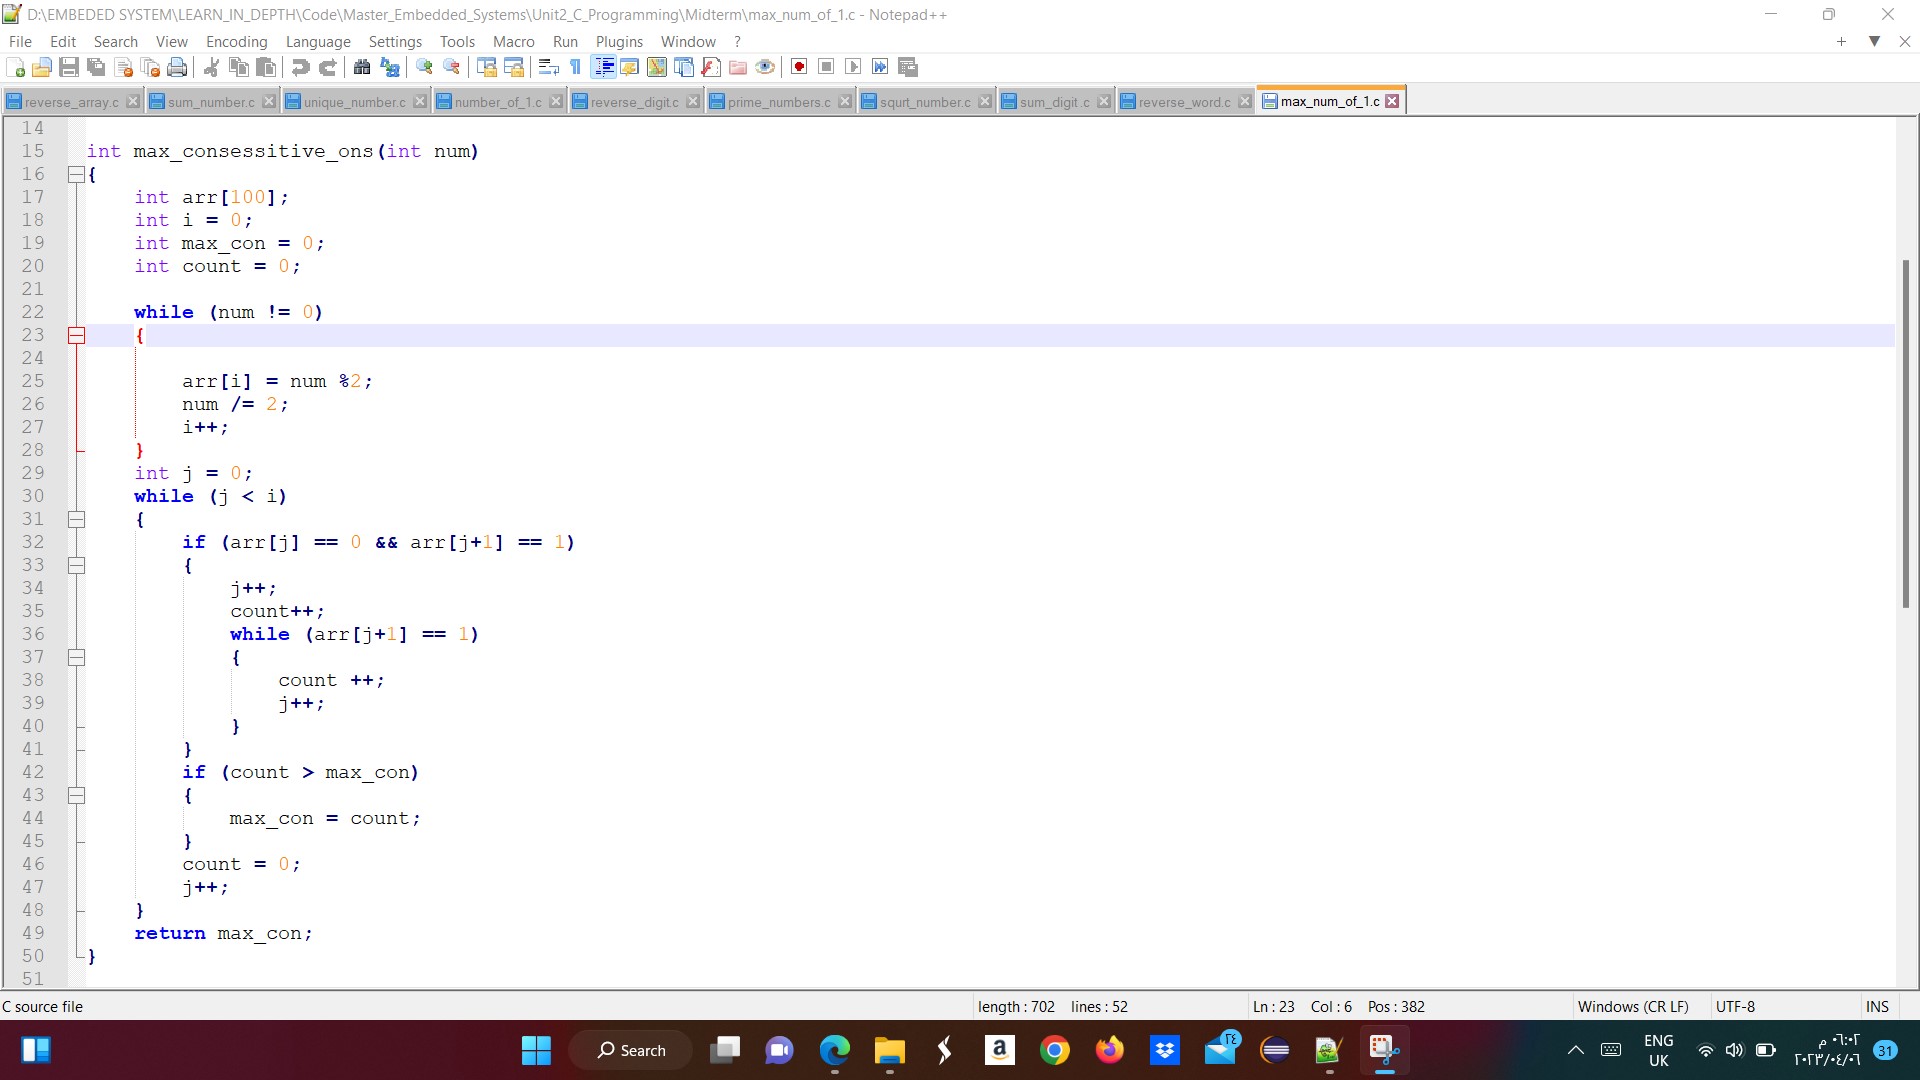 D:\EMBEDED SYSTEM\LEARN_IN_DEPTH\Code\Master_Embedded_Systems\Unit2_C_Programming\Midterm\max_num_of_1.c - Notepad++
File Edit Search View Encoding Language Settings Tools Macro Run Plugins Window ?
reverse_array.c sum_number.c unique_number.c number_of_1.c reverse_digit.c prime_numbers.c squrt_number.c sum_digit.c reverse_word.c max_num_of_1.c
14
15 int max_consessitive_ons(int num)
16 {
17 int arr[100];
18 int i = 0;
19 int max_con = 0;
20 int count = 0;
21
22 while (num != 0)
23 {
24
25 arr[i] = num %2;
26 num /= 2;
27 i++;
28 }
29 int j = 0;
30 while (j < i)
31 {
32 if (arr[j] == 0 && arr[j+1] == 1)
33 {
34 j++;
35 count++;
36 while (arr[j+1] == 1)
37 {
38 count ++;
39 j++;
40 }
41 }
42 if (count > max_con)
43 {
44 max_con = count;
45 }
46 count = 0;
47 j++;
48 }
49 return max_con;
50 }
51
C source file length : 702 lines : 52 Ln : 23 Col : 6 Pos : 382 Windows (CR LF) UTF-8 INS
Search a ٢٤ ENG ٠٦:٠٢ م 31
UK ٢٠٢٣/٠٤/٠٦